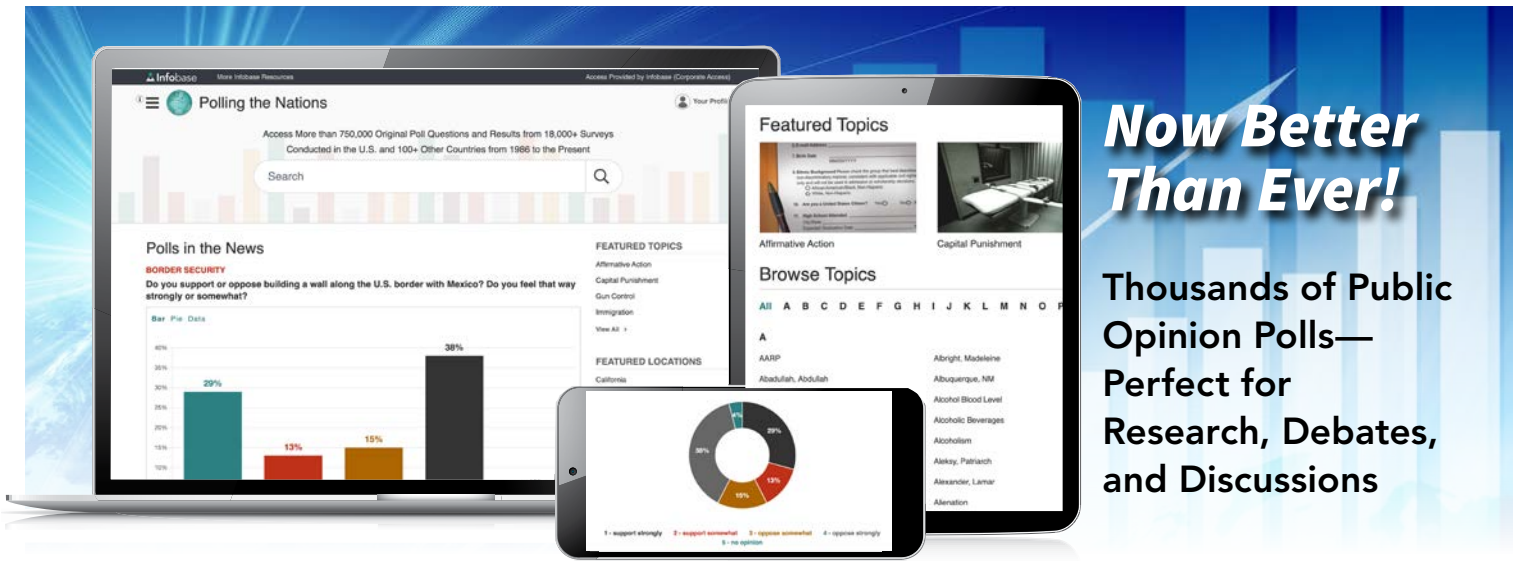 Infobase
More Infobase Resources
Access Provided by Infobase (Corporate Access)
Polling the Nations
Your Profil
Access More than 750,000 Original Poll Questions and Results from 18,000+ Surveys
Conducted in the U.S. and 100+ Other Countries from 1986 to the Present
Search
Polls in the News
BORDER SECURITY
Do you support or oppose building a wall along the U.S. border with Mexico? Do you feel that way
strongly or somewhat?
Bar Pie Data
40%
35%
30%
25%
20%
15%
10%
29%
13%
15%
38%
FEATURED TOPICS
Affirmative Action
Capital Punishment
Gun Control
Immigration
View All ›
FEATURED LOCATIONS
California
4%
29%
13%
15%
38%
1 - support strongly 2 - support somewhat 3 - oppose somewhat 4 - oppose strongly
5 - no opinion
Featured Topics
Affirmative Action
Capital Punishment
Browse Topics
All A B C D E F G H I J K L M N O P
A
AARP
Abadullah, Abdullah
Albright, Madeleine
Albuquerque, NM
Alcohol Blood Level
Alcoholic Beverages
Alcoholism
Aleksy, Patriarch
Alexander, Lamar
Alienation
Now Better
Than Ever!
Thousands of Public
Opinion Polls—
Perfect for
Research, Debates,
and Discussions